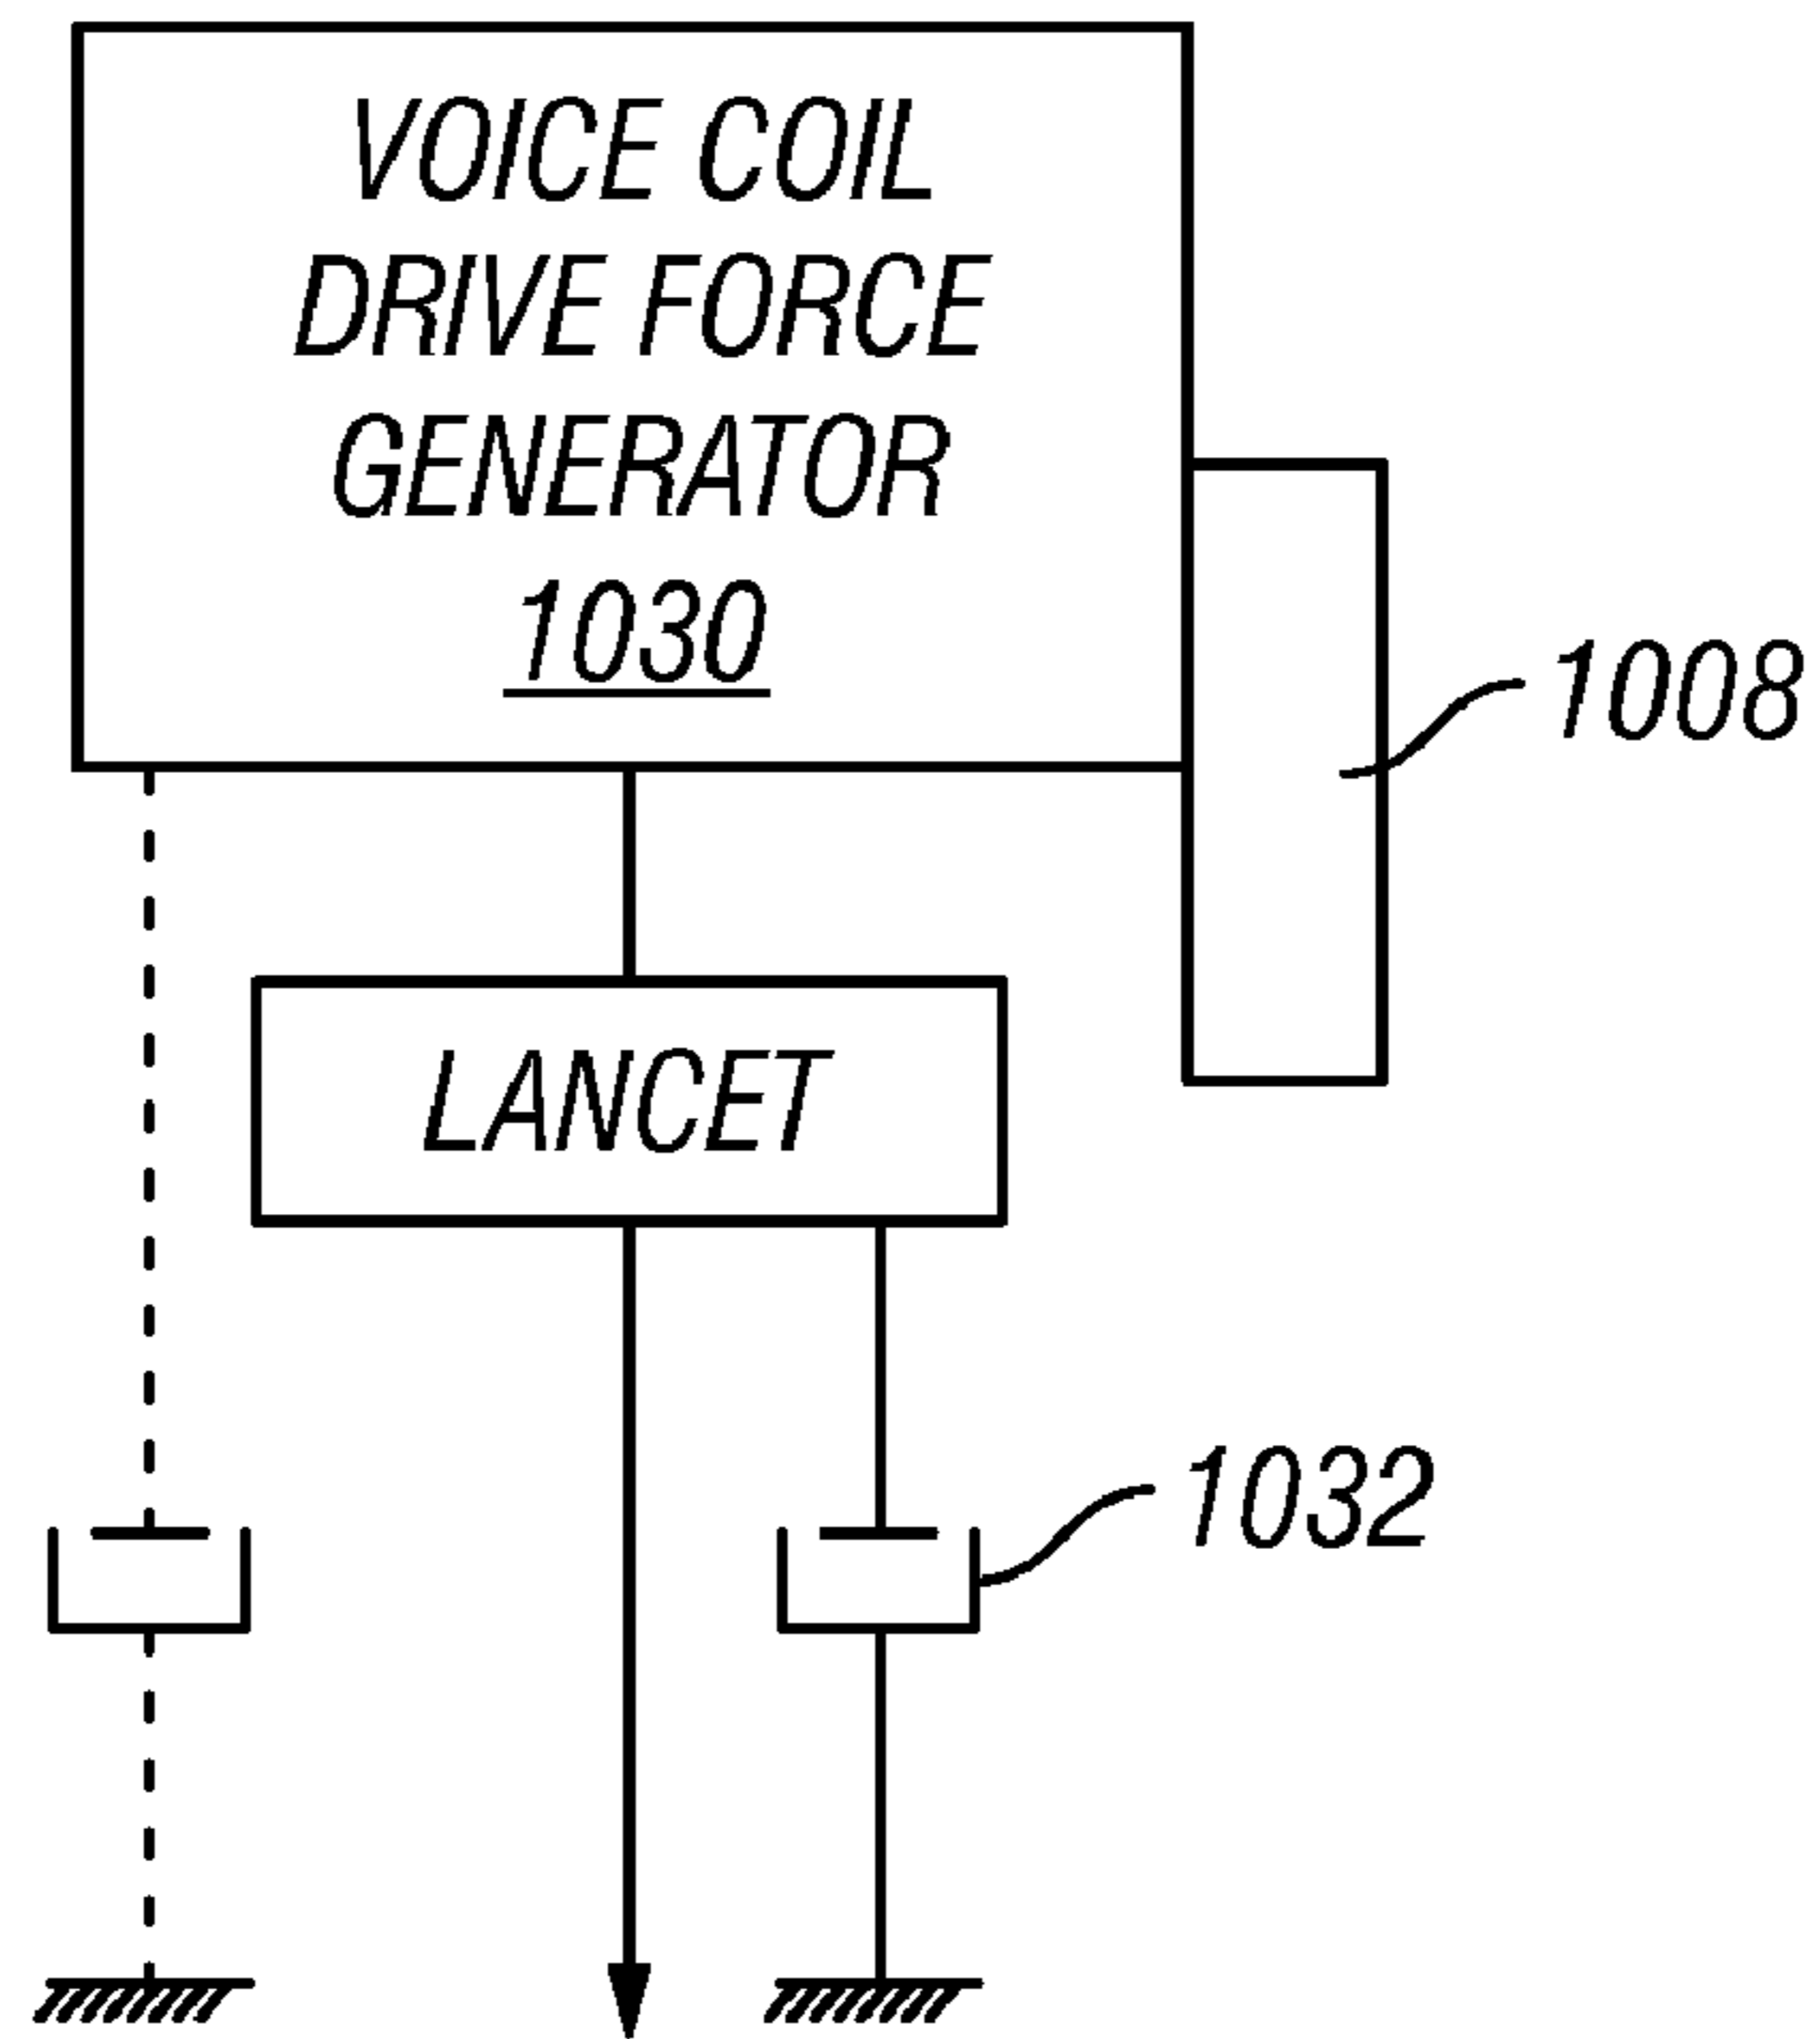 VOICE COIL
DRIVE FORCE
GENERATOR
1030
1008
LANCET
1032